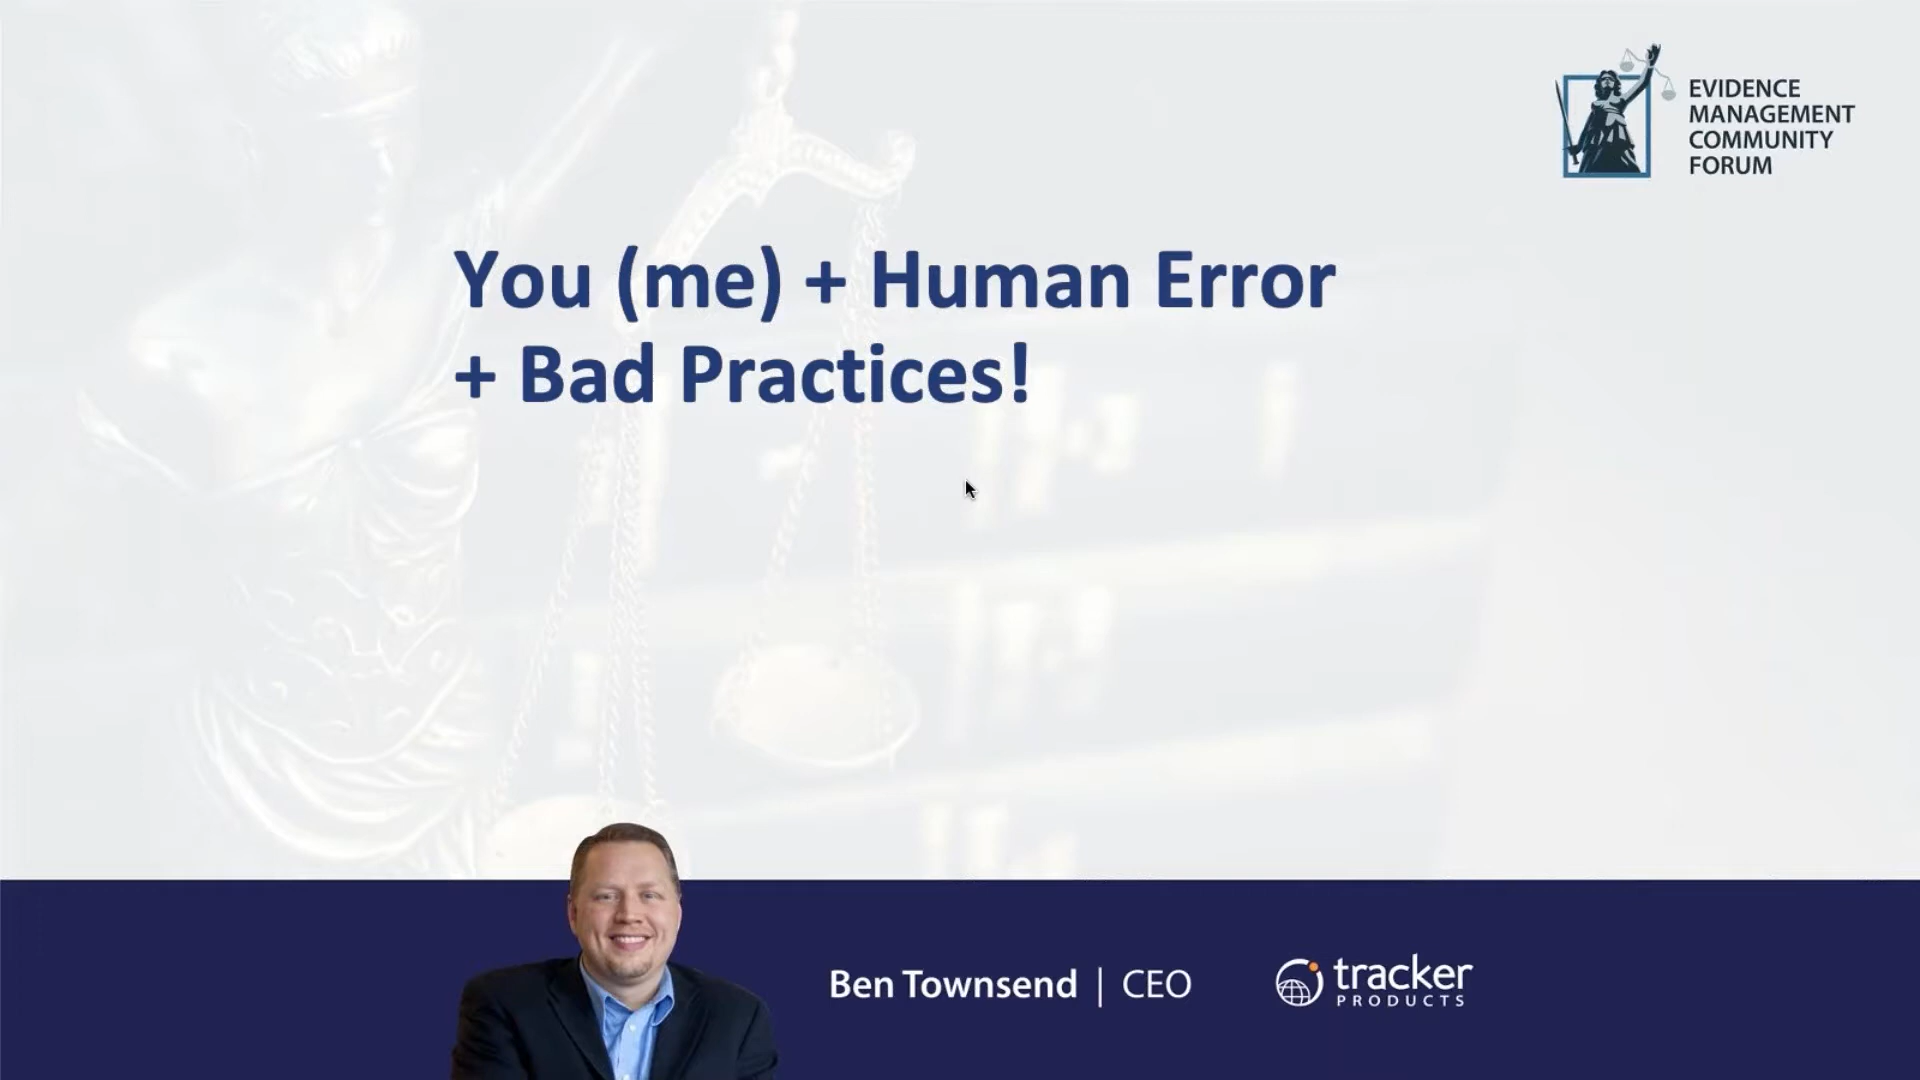 EVIDENCE
MANAGEMENT
COMMUNITY
FORUM
You (me) + Human Error
+ Bad Practices!
Ben Townsend | CEO
tracker
PRODUCTS